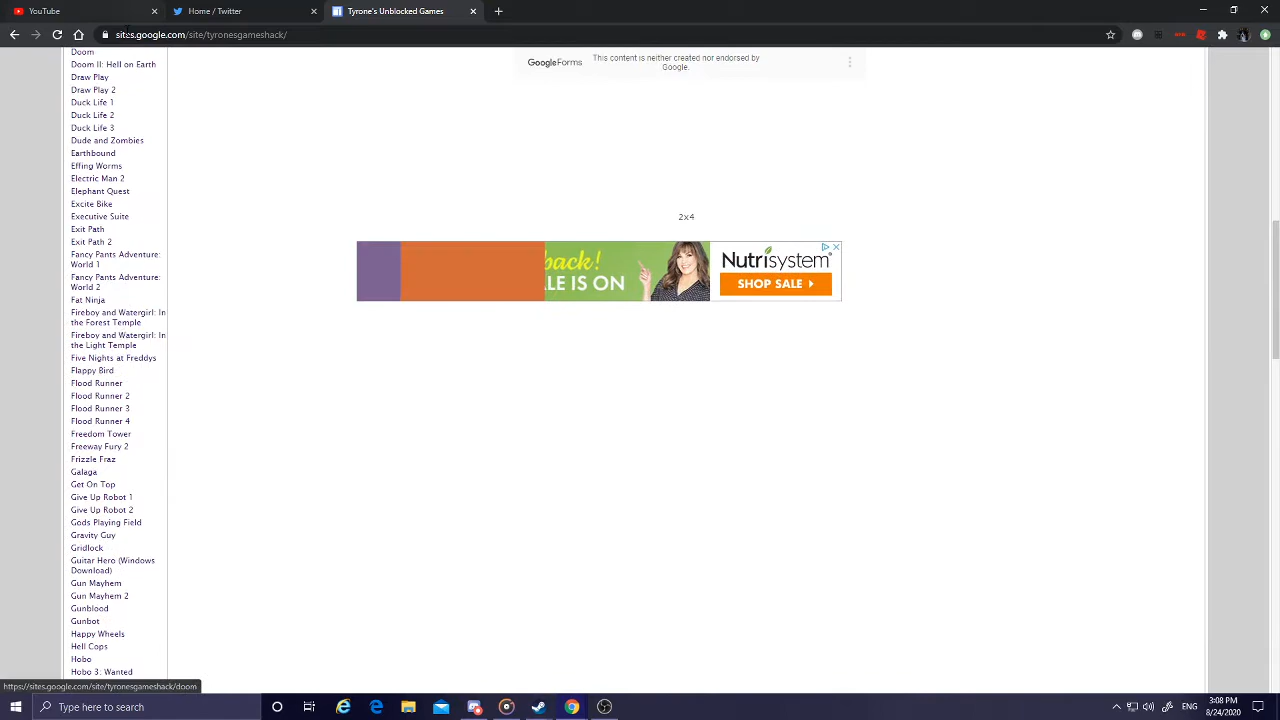 YouTube
Home / Twitter
Tyrone's Unblocked Games
sites.google.com/site/tyronesgameshack/
Doom
Doom II: Hell on Earth
Draw Play
Draw Play 2
Duck Life 1
Duck Life 2
Duck Life 3
Dude and Zombies
Earthbound
Effing Worms
Electric Man 2
Elephant Quest
Excite Bike
Executive Suite
Exit Path
Exit Path 2
Fancy Pants Adventure:
World 1
Fancy Pants Adventure:
World 2
Fat Ninja
Fireboy and Watergirl: In
the Forest Temple
Fireboy and Watergirl: In
the Light Temple
Five Nights at Freddys
Flappy Bird
Flood Runner
Flood Runner 2
Flood Runner 3
Flood Runner 4
Freedom Tower
Freeway Fury 2
Frizzle Fraz
Galaga
Get On Top
Give Up Robot 1
Give Up Robot 2
Gods Playing Field
Gravity Guy
Gridlock
Guitar Hero (Windows
Download)
Gun Mayhem
Gun Mayhem 2
Gunblood
Gunbot
Happy Wheels
Hell Cops
Hobo
Hobo 3: Wanted
Google Forms
This content is neither created nor endorsed by
Google.
2x4
back!
LE IS ON
Nutrisystem
SHOP SALE
https://sites.google.com/site/tyronesgameshack/doom
Type here to search
ENG
3:08 PM
8/24/2020